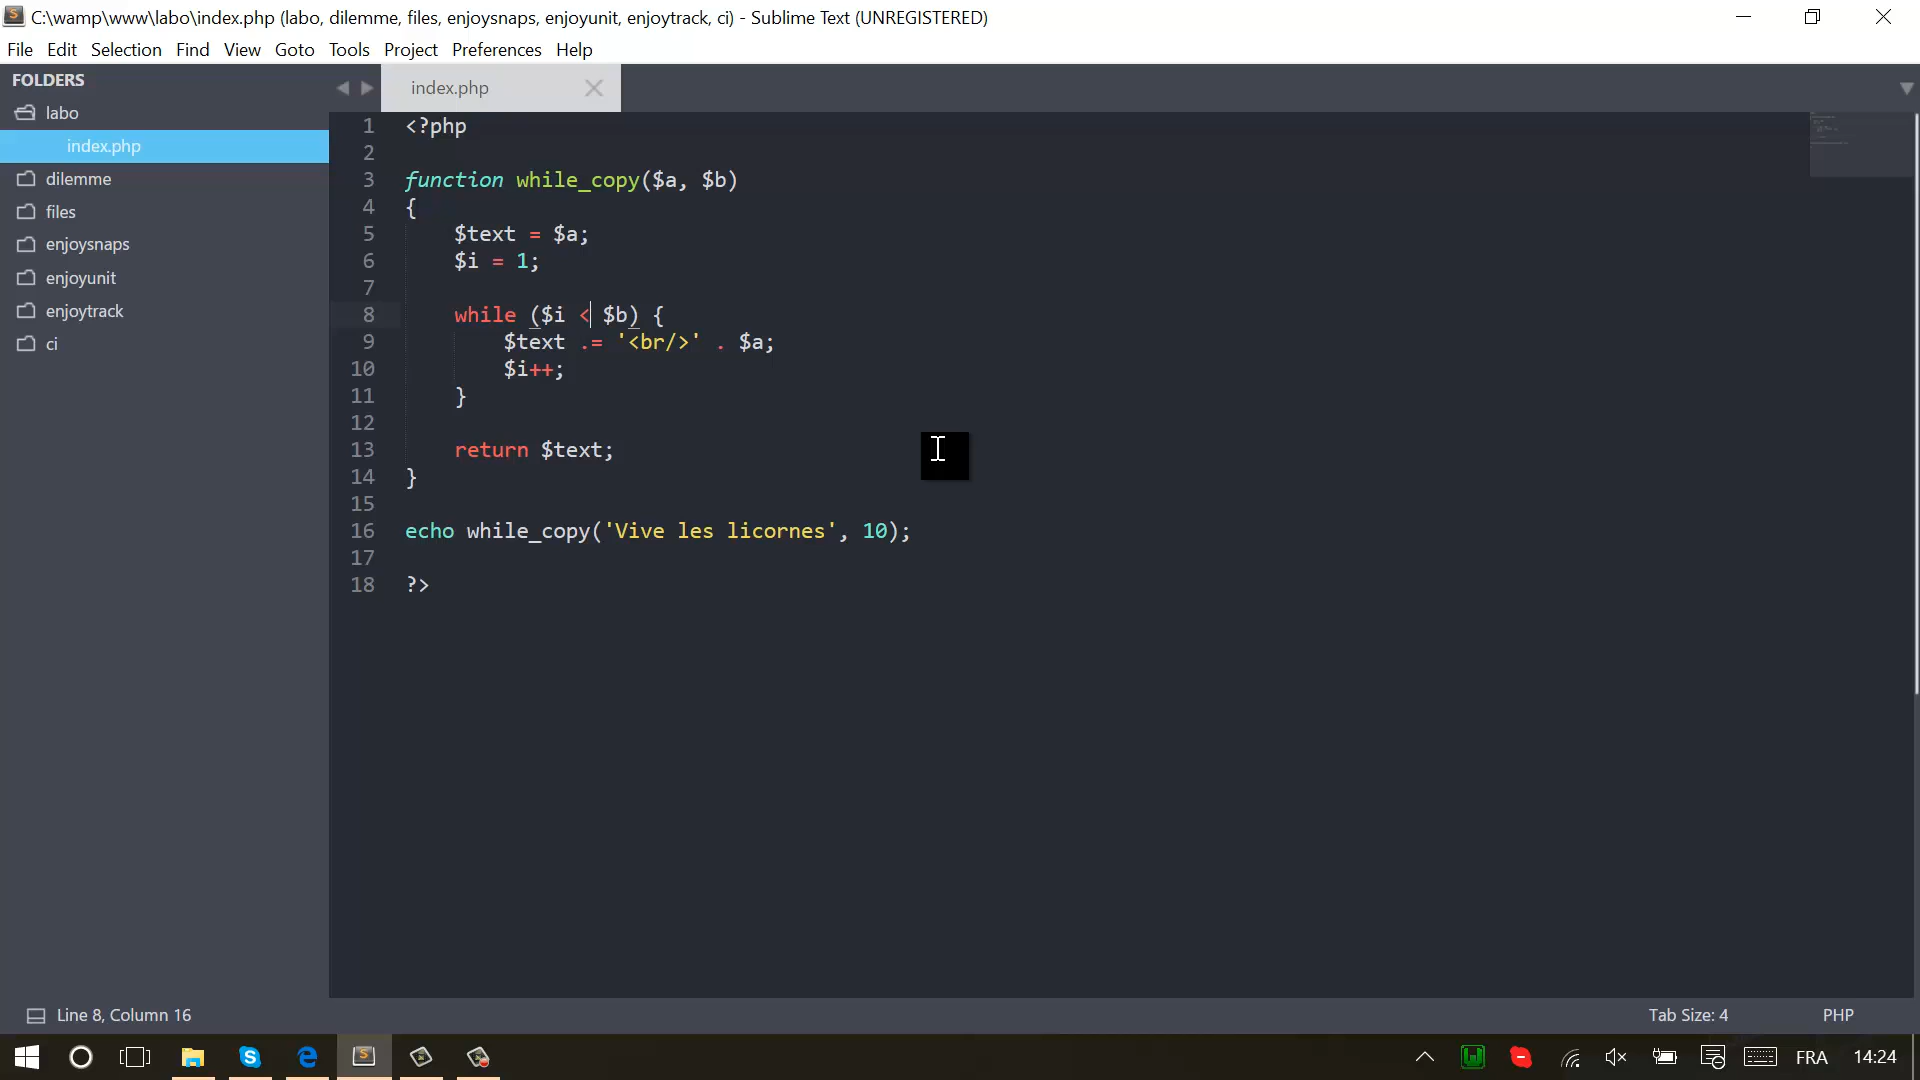 C:\wamp\www\labo\index.php (labo, dilemme, files, enjoysnaps, enjoyunit, enjoytrack, ci) - Sublime Text (UNREGISTERED)
File Edit Selection Find View Goto Tools Project Preferences Help
FOLDERS
labo
index.php
dilemme
files
enjoysnaps
enjoyunit
enjoytrack
ci
index.php
1 <?php
2
3 function while_copy($a, $b)
4 {
5     $text = $a;
6     $i = 1;
7
8     while ($i < $b) {
9         $text .= '<br/>' . $a;
10         $i++;
11     }
12
13     return $text;
14 }
15
16 echo while_copy('Vive les licornes', 10);
17
18 ?>
Line 8, Column 16
Tab Size: 4
PHP
FRA
14:24